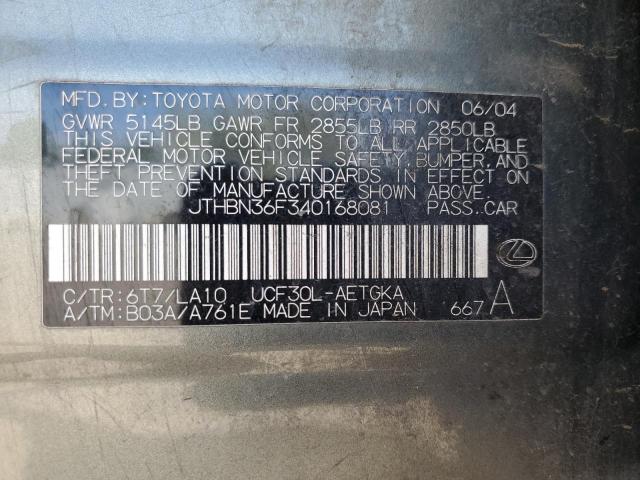 MFD. BY: TOYOTA MOTOR CORPORATION 06/04
GVWR 5145LB GAWR FR 2855LB RR 2850LB
THIS VEHICLE CONFORMS TO ALL APPLICABLE
FEDERAL MOTOR VEHICLE SAFETY, BUMPER, AND
THEFT PREVENTION STANDARDS IN EFFECT ON
THE DATE OF MANUFACTURE SHOWN ABOVE.
JTHBN36F340168081 PASS. CAR
C/TR: 6T7/LA10 UCF30L-AETGKA
A/TM: B03A/A761E MADE IN JAPAN 667 A